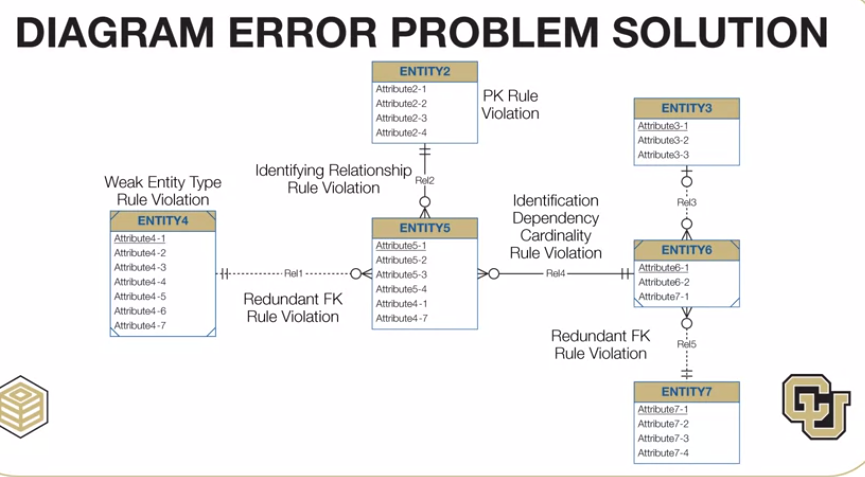 DIAGRAM ERROR PROBLEM SOLUTION
ENTITY2
Attribute2-1
Attribute2-2
Attribute2-3
Attribute2-4
PK Rule
Violation
ENTITY3
Attribute3-1
Attribute3-2
Attribute3-3
Identifying Relationship
Rule Violation
Rel2
Weak Entity Type
Rule Violation
ENTITY4
Attribute4-1
Attribute4-2
Attribute4-3
Attribute4-4
Attribute4-5
Attribute4-6
Attribute4-7
Rel1
Redundant FK
Rule Violation
ENTITY5
Attribute5-1
Attribute5-2
Attribute5-3
Attribute5-4
Attribute4-1
Attribute4-7
Identification
Dependency
Cardinality
Rule Violation
Rel4
Rel3
ENTITY6
Attribute6-1
Attribute6-2
Attribute7-1
Redundant FK
Rule Violation
Rel5
ENTITY7
Attribute7-1
Attribute7-2
Attribute7-3
Attribute7-4
CU